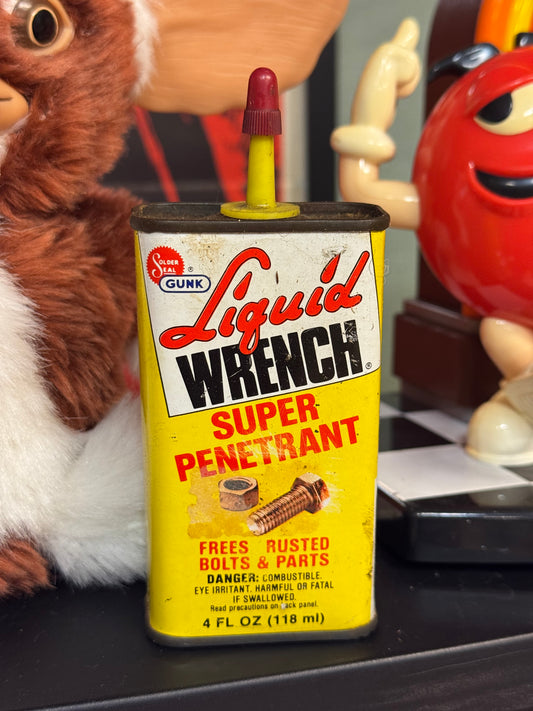 SOLDER
SEAL
®
GUNK
Liquid
WRENCH®
SUPER
PENETRANT
FREES RUSTED
BOLTS & PARTS
DANGER: COMBUSTIBLE.
EYE IRRITANT. HARMFUL OR FATAL
IF SWALLOWED.
Read precautions on back panel.
4 FL OZ (118 ml)